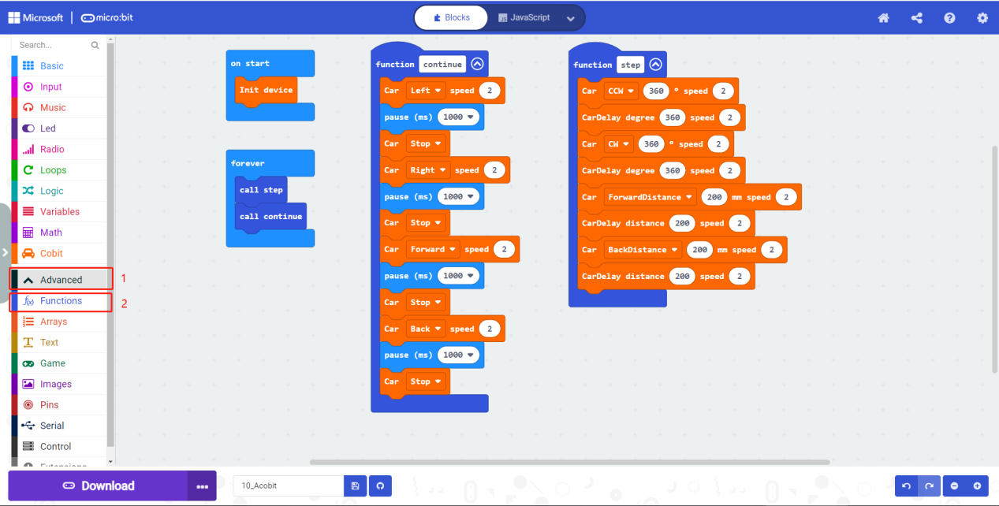 Microsoft | micro:bit
Blocks
JavaScript
Search...
Basic
Input
Music
Led
Radio
Loops
Logic
Variables
Math
Cobit
Advanced
1
Functions
2
Arrays
Text
Game
Images
Pins
Serial
Control
Extensions
on start
Init device
forever
call step
call continue
function continue
Car Left speed 2
pause (ms) 1000
Car Stop
Car Right speed 2
pause (ms) 1000
Car Stop
Car Forward speed 2
pause (ms) 1000
Car Stop
Car Back speed 2
pause (ms) 1000
Car Stop
function step
Car CCW 360 ° speed 2
CarDelay degree 360 speed 2
Car CW 360 ° speed 2
CarDelay degree 360 speed 2
Car ForwardDistance 200 mm speed 2
CarDelay distance 200 speed 2
Car BackDistance 200 mm speed 2
CarDelay distance 200 speed 2
Download
10_Acobit